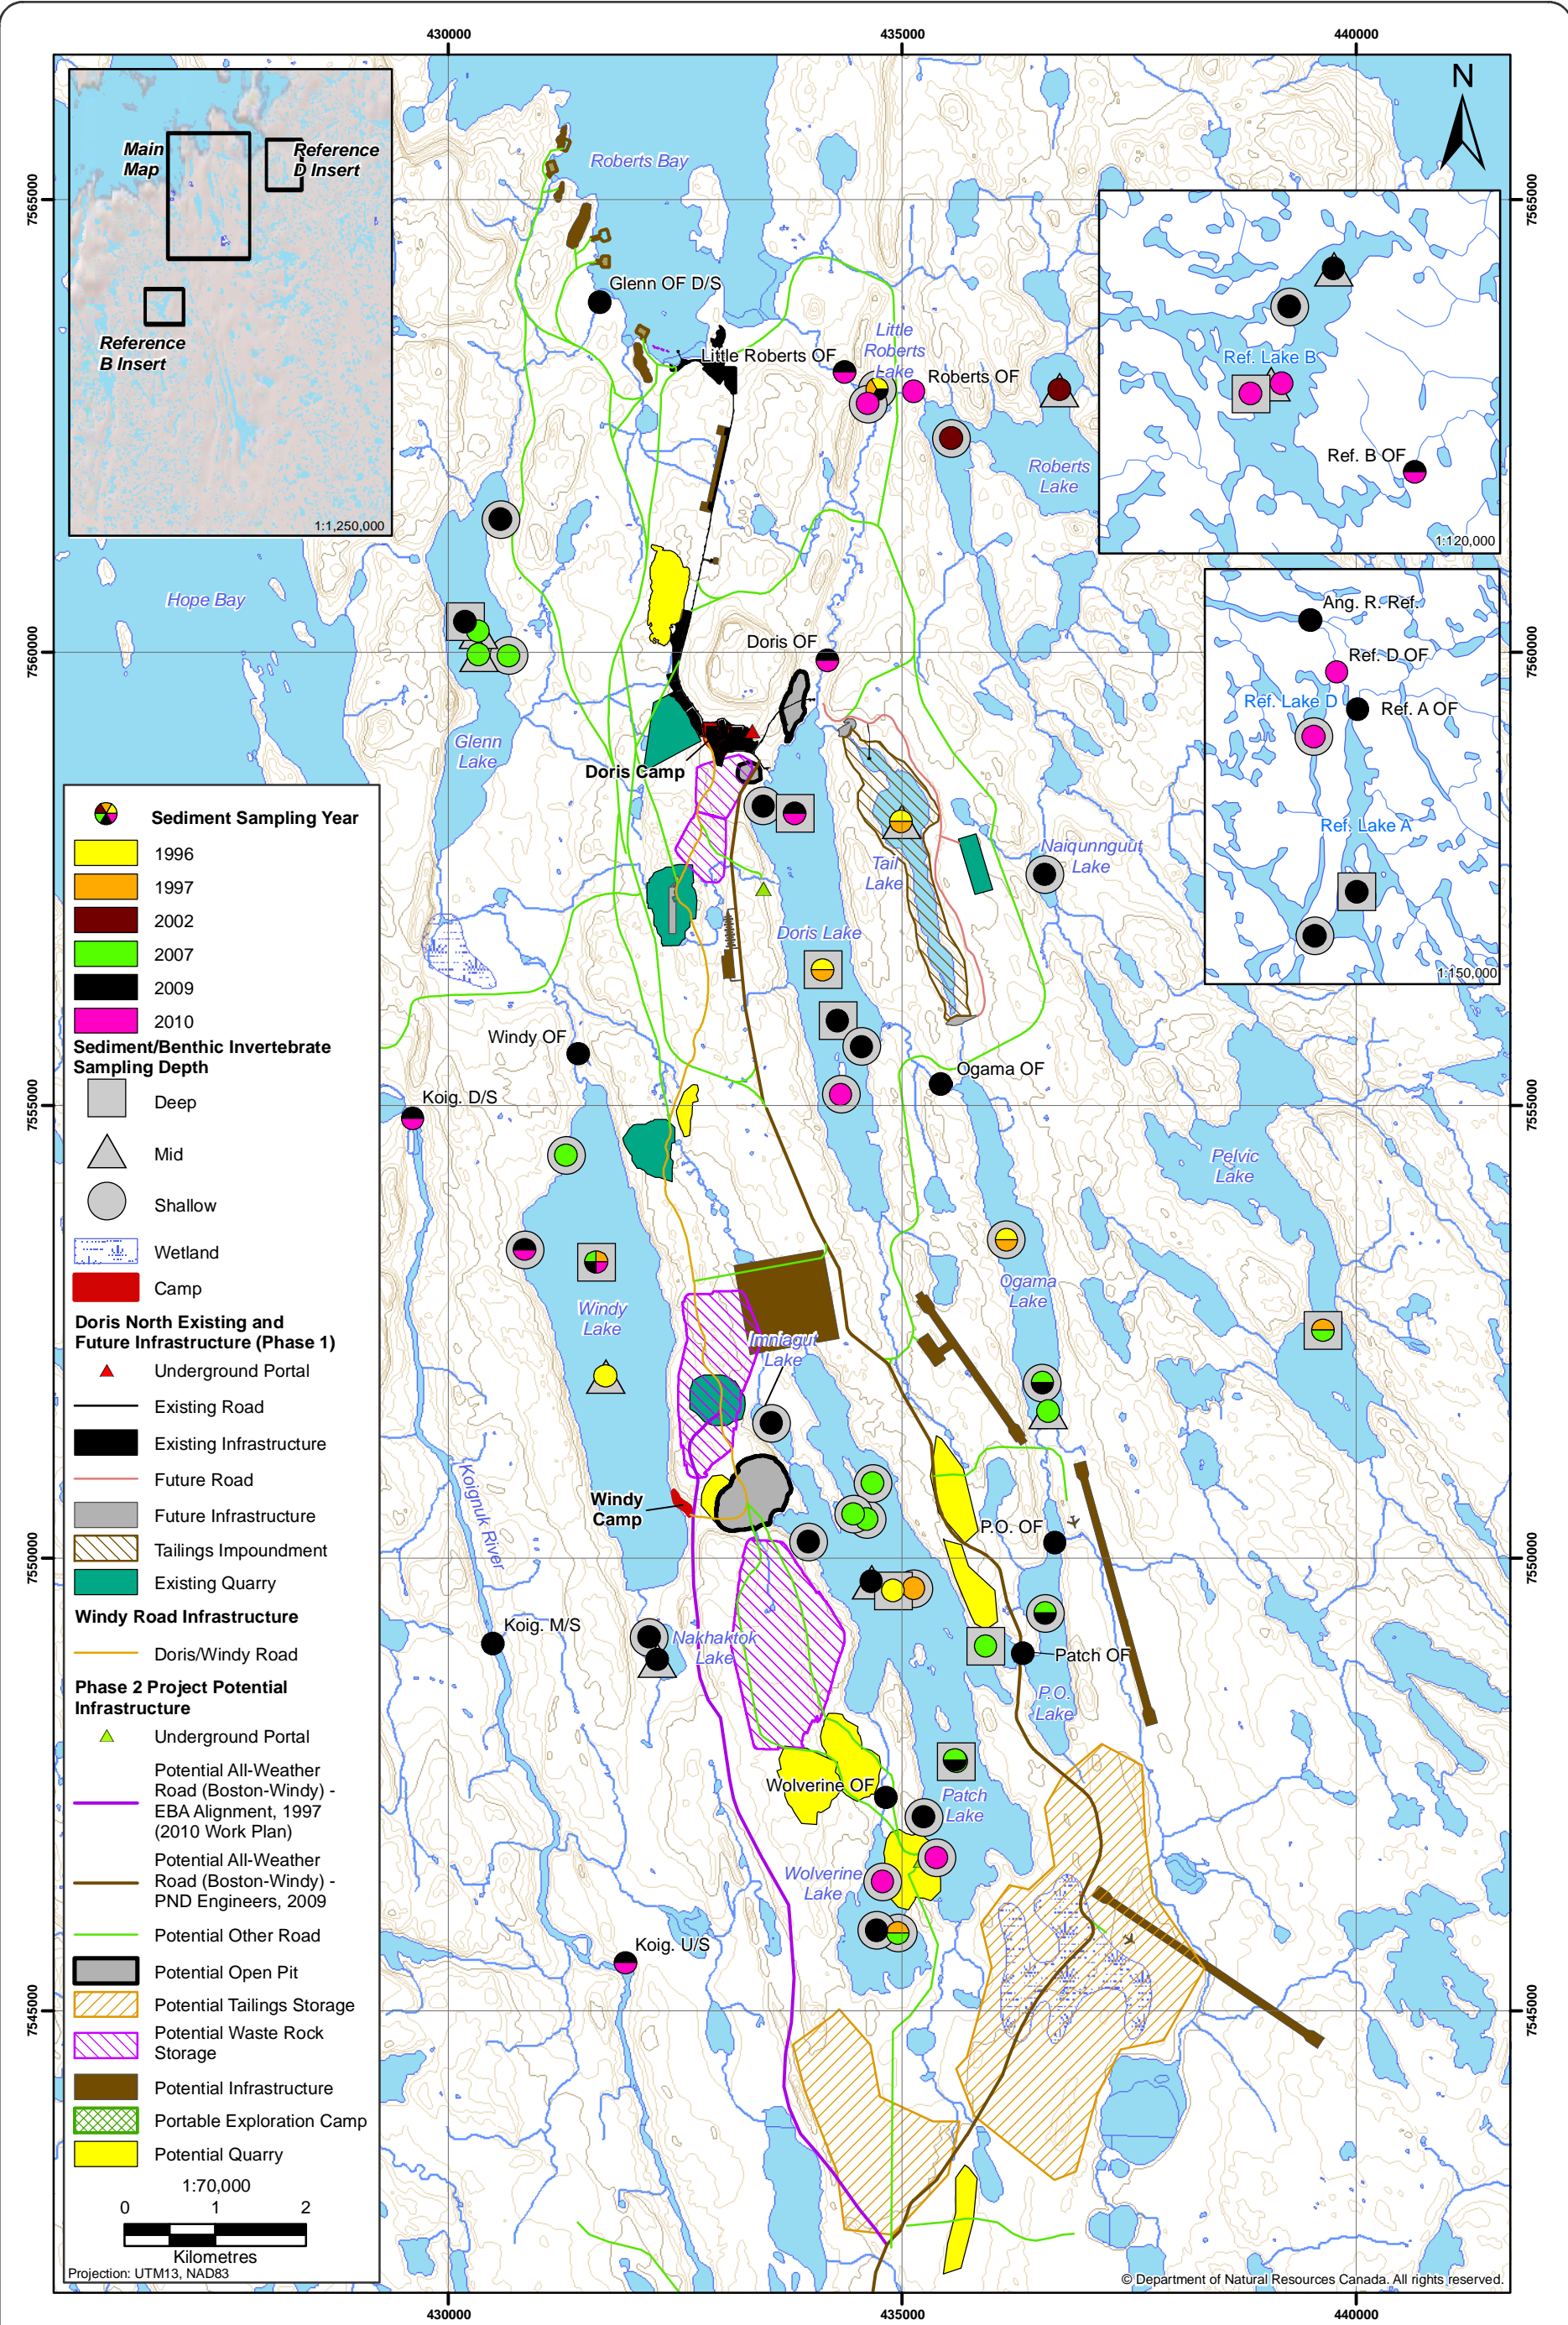 430000
435000
440000
N
7565000
7565000
7560000
7560000
7555000
7555000
7550000
7550000
7545000
7545000
Main
Map
Reference
D Insert
Reference
B Insert
1:1,250,000
Roberts Bay
Glenn OF D/S
Little Roberts OF
Little
Roberts
Lake
Roberts OF
Roberts
Lake
Ref. Lake B
Ref. B OF
1:120,000
Ang. R. Ref.
Ref. D OF
Ref. Lake D
Ref. A OF
Ref. Lake A
1:150,000
Hope Bay
Glenn
Lake
Doris OF
Doris Camp
Tail
Lake
Naiqunnguut
Lake
Doris Lake
Windy OF
Ogama OF
Koig. D/S
Pelvic
Lake
Ogama
Lake
Windy
Lake
Imniagut
Lake
Koignuk River
Windy
Camp
P.O. OF
Koig. M/S
Nakhaktok
Lake
Patch OF
P.O.
Lake
Wolverine OF
Patch
Lake
Wolverine
Lake
Koig. U/S
Sediment Sampling Year
1996
1997
2002
2007
2009
2010
Sediment/Benthic Invertebrate
Sampling Depth
Deep
Mid
Shallow
Wetland
Camp
Doris North Existing and
Future Infrastructure (Phase 1)
Underground Portal
Existing Road
Existing Infrastructure
Future Road
Future Infrastructure
Tailings Impoundment
Existing Quarry
Windy Road Infrastructure
Doris/Windy Road
Phase 2 Project Potential
Infrastructure
Underground Portal
Potential All-Weather
Road (Boston-Windy) -
EBA Alignment, 1997
(2010 Work Plan)
Potential All-Weather
Road (Boston-Windy) -
PND Engineers, 2009
Potential Other Road
Potential Open Pit
Potential Tailings Storage
Potential Waste Rock
Storage
Potential Infrastructure
Portable Exploration Camp
Potential Quarry
1:70,000
0 1 2
Kilometres
Projection: UTM13, NAD83
© Department of Natural Resources Canada. All rights reserved.
430000
435000
440000